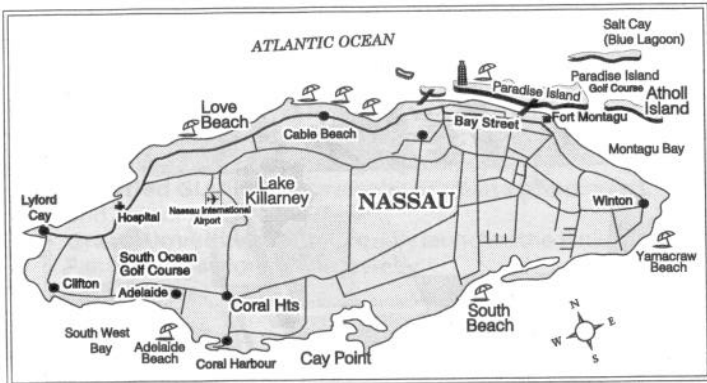 Salt Cay
(Blue Lagoon)
ATLANTIC OCEAN
Paradise Island
Golf Course
Paradise Island
Atholl
Island
Love
Beach
Cable Beach
Bay Street
Fort Montagu
Montagu Bay
Lake
Killarney
Lyford
Cay
Hospital
Nassau International
Airport
NASSAU
Winton
South Ocean
Golf Course
Yamacraw
Beach
Clifton
Adelaide
Coral Hts
South
Beach
South West
Bay
Adelaide
Beach
Coral Harbour
Cay Point
N
W
E
S